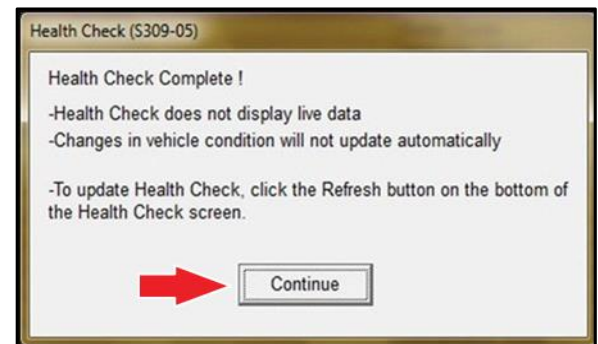 Health Check (S309-05)
Health Check Complete !
-Health Check does not display live data
-Changes in vehicle condition will not update automatically
-To update Health Check, click the Refresh button on the bottom of
the Health Check screen.
Continue